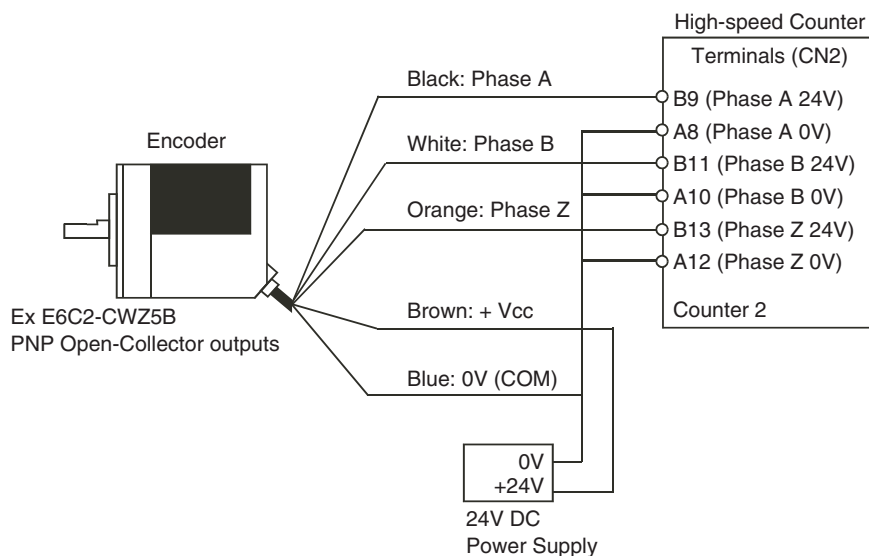 High-speed Counter
Terminals (CN2)
Black: Phase A
B9 (Phase A 24V)
Encoder
A8 (Phase A 0V)
White: Phase B
B11 (Phase B 24V)
A10 (Phase B 0V)
Orange: Phase Z
B13 (Phase Z 24V)
A12 (Phase Z 0V)
Ex E6C2-CWZ5B
PNP Open-Collector outputs
Brown: + Vcc
Counter 2
Blue: 0V (COM)
0V
+24V
24V DC
Power Supply